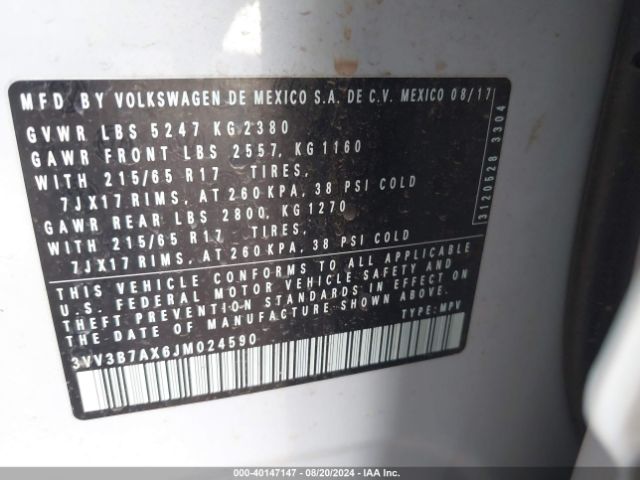 MFD BY VOLKSWAGEN DE MEXICO S.A. DE C.V. MEXICO 08/17
GVWR LBS 5247 KG 2380
GAWR FRONT LBS 2557, KG 1160
WITH 215/65 R17 TIRES,
7JX17 RIMS, AT 260 KPA, 38 PSI COLD
GAWR REAR LBS 2800, KG 1270
WITH 215/65 R17 TIRES,
7JX17 RIMS, AT 260 KPA, 38 PSI COLD
THIS VEHICLE CONFORMS TO ALL APPLICABLE
U.S. FEDERAL MOTOR VEHICLE SAFETY AND
THEFT PREVENTION STANDARDS IN EFFECT ON
THE DATE OF MANUFACTURE SHOWN ABOVE.
3VV3B7AX6JM024590 TYPE: MPV
3120528 3304
000-40147147 - 08/20/2024 - IAA Inc.